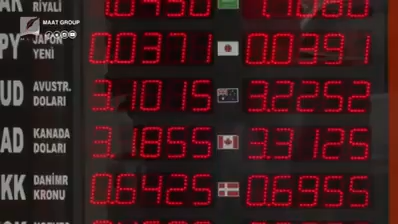 MAAT GROUP
RİYALİ
PY JAPON YENİ 0.0371 0.0391
UD AVUSTR. DOLARI 3.1015 3.2252
AD KANADA DOLARI 3.1855 3.3125
KK DANİMR KRONU 0.6425 0.6955